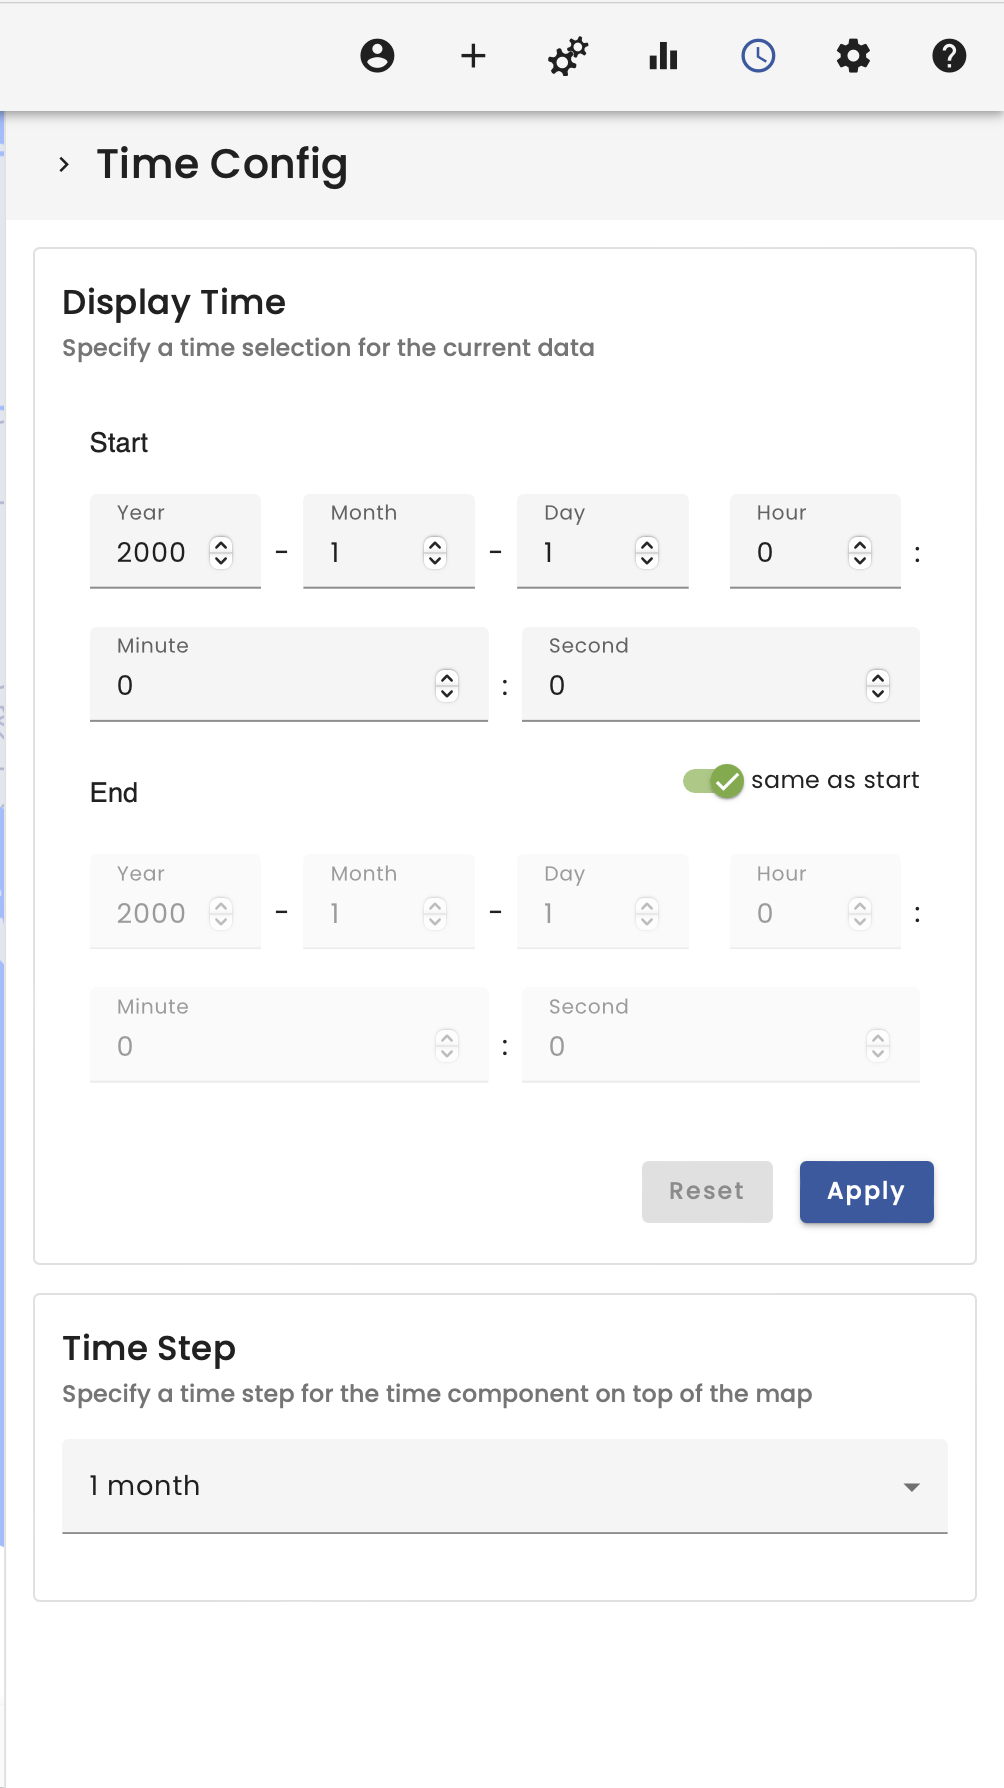 Time Config
Display Time
Specify a time selection for the current data
Start
Year Month Day Hour
2000 - 1 - 1 0 :
Minute Second
0 : 0
End same as start
Year Month Day Hour
2000 - 1 - 1 0 :
Minute Second
0 : 0
Reset Apply
Time Step
Specify a time step for the time component on top of the map
1 month